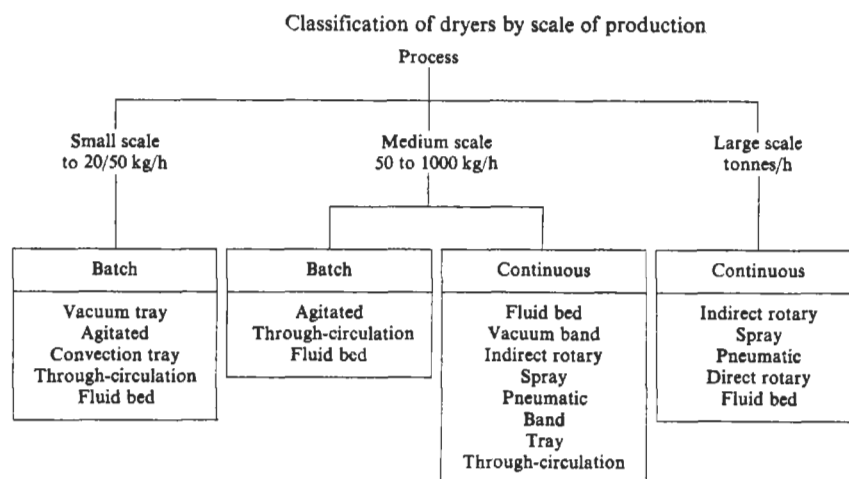 Classification of dryers by scale of production
Process
Small scale
to 20/50 kg/h
Medium scale
50 to 1000 kg/h
Large scale
tonnes/h
Batch
Vacuum tray
Agitated
Convection tray
Through-circulation
Fluid bed
Batch
Agitated
Through-circulation
Fluid bed
Continuous
Fluid bed
Vacuum band
Indirect rotary
Spray
Pneumatic
Band
Tray
Through-circulation
Continuous
Indirect rotary
Spray
Pneumatic
Direct rotary
Fluid bed